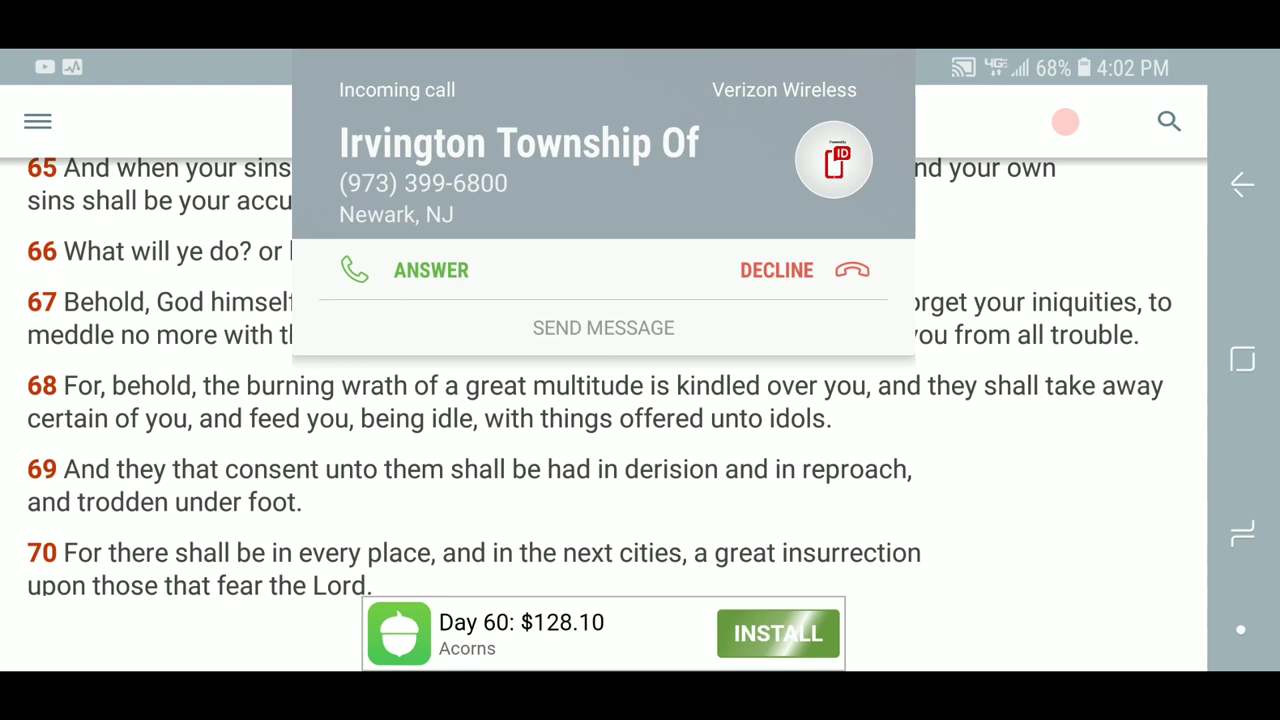 4G 68% 4:02 PM
Incoming call Verizon Wireless
Irvington Township Of
(973) 399-6800
Newark, NJ
ID
ANSWER DECLINE
SEND MESSAGE
65 And when your sins nd your own
sins shall be your accu
66 What will ye do? or
67 Behold, God himself orget your iniquities, to
meddle no more with t you from all trouble.
68 For, behold, the burning wrath of a great multitude is kindled over you, and they shall take away
certain of you, and feed you, being idle, with things offered unto idols.
69 And they that consent unto them shall be had in derision and in reproach,
and trodden under foot.
70 For there shall be in every place, and in the next cities, a great insurrection
upon those that fear the Lord.
Day 60: $128.10
Acorns
INSTALL